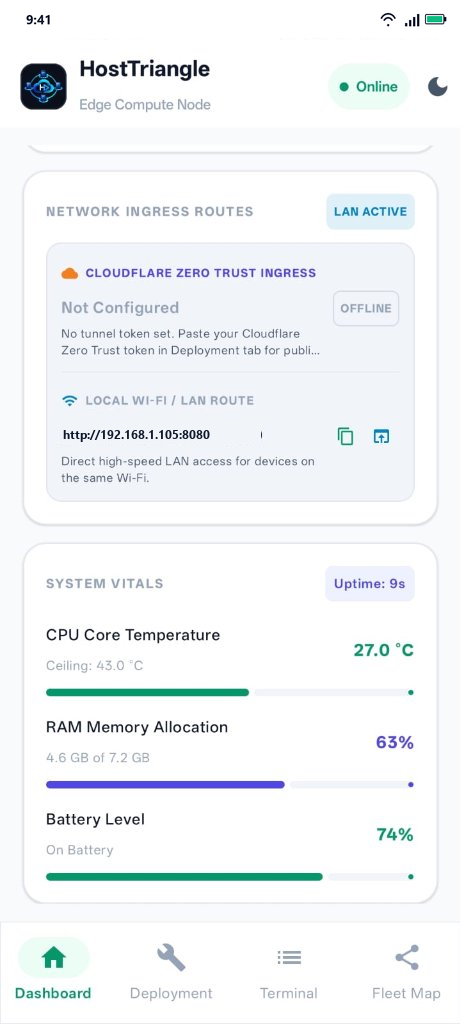 9:41
HostTriangle
Edge Compute Node
Online
NETWORK INGRESS ROUTES
LAN ACTIVE
CLOUDFLARE ZERO TRUST INGRESS
Not Configured
OFFLINE
No tunnel token set. Paste your Cloudflare
Zero Trust token in Deployment tab for publi...
LOCAL WI-FI / LAN ROUTE
http://192.168.1.105:8080
Direct high-speed LAN access for devices on
the same Wi-Fi.
SYSTEM VITALS
Uptime: 9s
CPU Core Temperature
27.0 °C
Ceiling: 43.0 °C
RAM Memory Allocation
63%
4.6 GB of 7.2 GB
Battery Level
74%
On Battery
Dashboard
Deployment
Terminal
Fleet Map